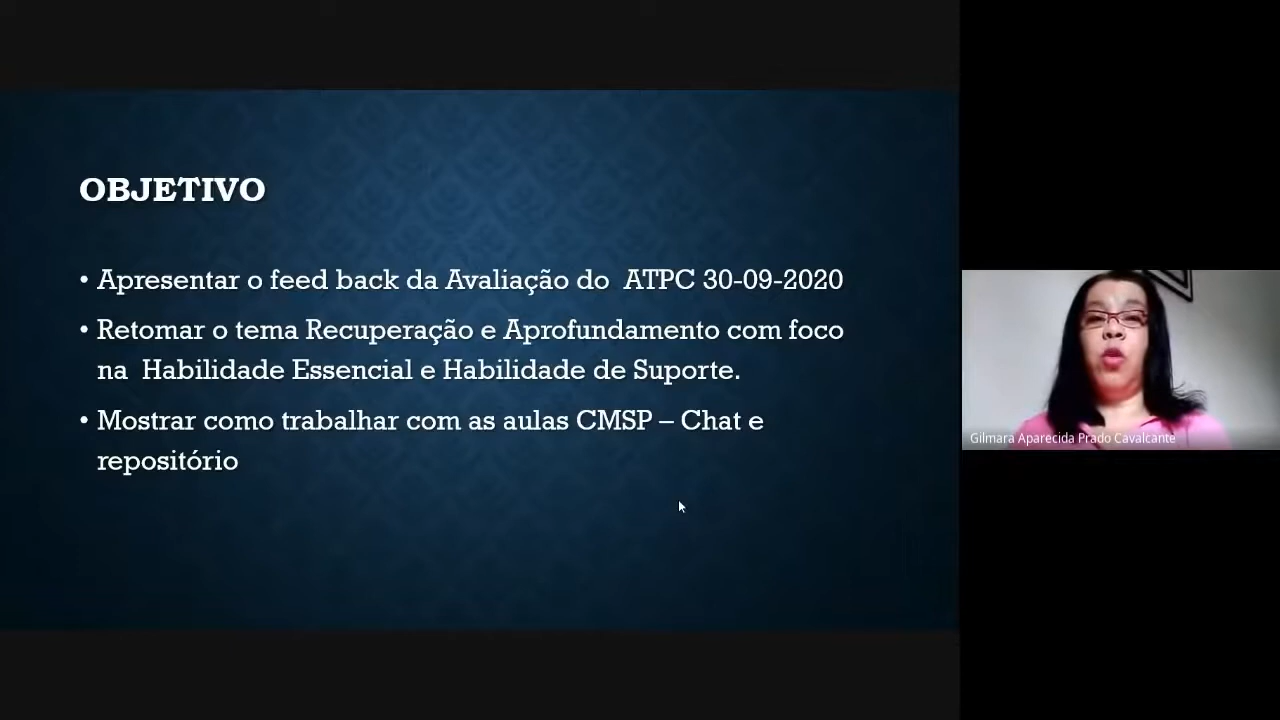 OBJETIVO
• Apresentar o feed back da Avaliação do  ATPC 30-09-2020
• Retomar o tema Recuperação e Aprofundamento com foco
na  Habilidade Essencial e Habilidade de Suporte.
• Mostrar como trabalhar com as aulas CMSP – Chat e
repositório
Gilmara Aparecida Prado Cavalcante